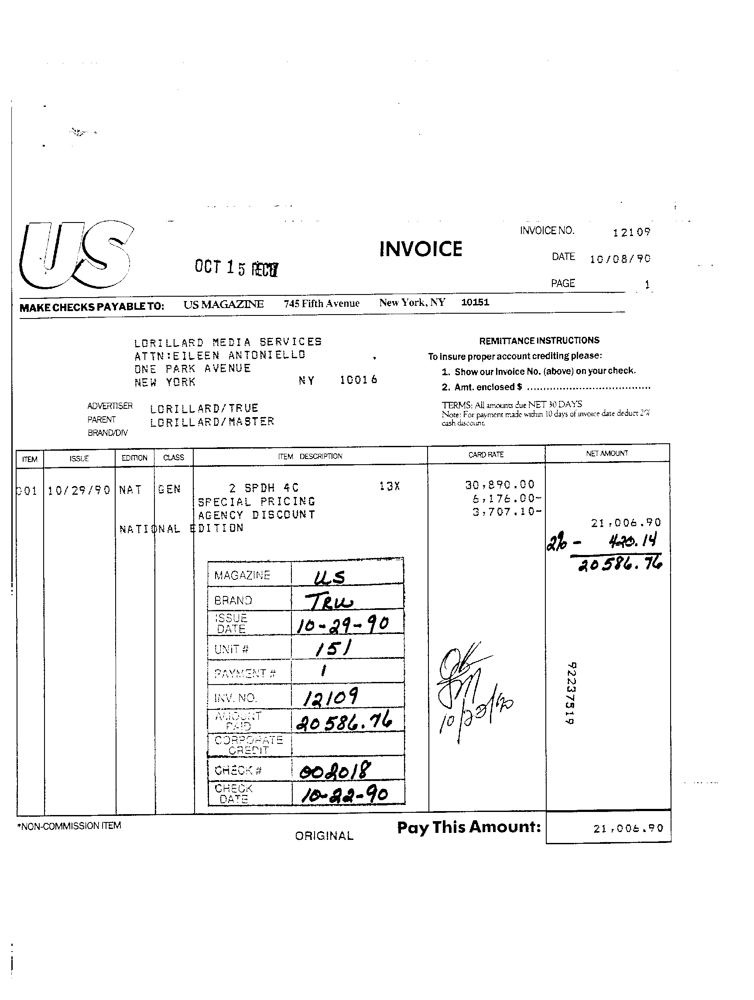 US
OCT 15 REC'D
INVOICE
INVOICE NO. 12109
DATE 10/08/90
PAGE 1
MAKE CHECKS PAYABLE TO: US MAGAZINE 745 Fifth Avenue New York, NY 10151
LORILLARD MEDIA SERVICES
ATTN:EILEEN ANTONIELLO
ONE PARK AVENUE
NEW YORK NY 10016
REMITTANCE INSTRUCTIONS
To insure proper account crediting please:
1. Show our Invoice No. (above) on your check.
2. Amt. enclosed $ ......................................
TERMS: All amounts due NET 30 DAYS
Note: For payment made within 10 days of invoice date deduct 2%
cash discount.
ADVERTISER LORILLARD/TRUE
PARENT LORILLARD/MASTER
BRAND/DIV
ITEM ISSUE EDITION CLASS ITEM DESCRIPTION CARD RATE NET AMOUNT
001 10/29/90 NAT GEN 2 SPDH 4C 13X 30,890.00
SPECIAL PRICING 6,176.00-
AGENCY DISCOUNT 3,707.10-
21,006.90
NATIONAL EDITION
2% - 420.14
20586.76
MAGAZINE US
BRAND TRUE
ISSUE DATE 10-29-90
UNIT # 151
PAYMENT # 1
INV. NO. 12109
AMOUNT PAID 20586.76
CORPORATE CREDIT
CHECK # 002018
CHECK DATE 10-22-90
92237519
*NON-COMMISSION ITEM
ORIGINAL
Pay This Amount: 21,006.90